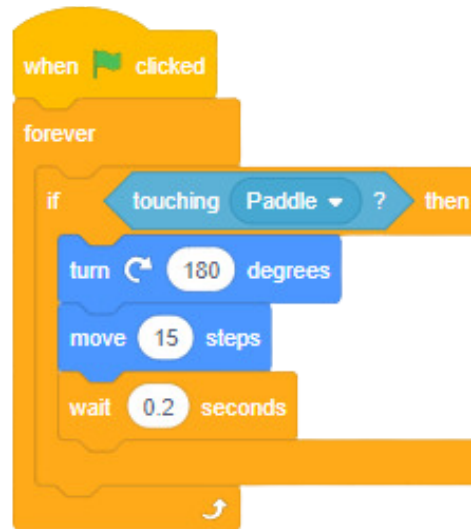 when clicked
forever
if touching Paddle ? then
turn 180 degrees
move 15 steps
wait 0.2 seconds